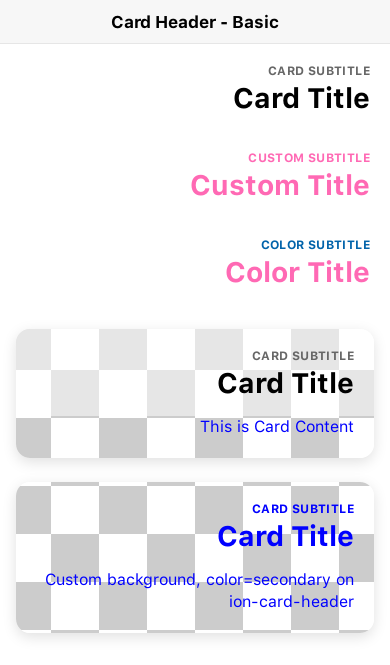 Card Header - Basic
CARD SUBTITLE
Card Title
CUSTOM SUBTITLE
Custom Title
COLOR SUBTITLE
Color Title
CARD SUBTITLE
Card Title
This is Card Content
CARD SUBTITLE
Card Title
Custom background, color=secondary on
ion-card-header